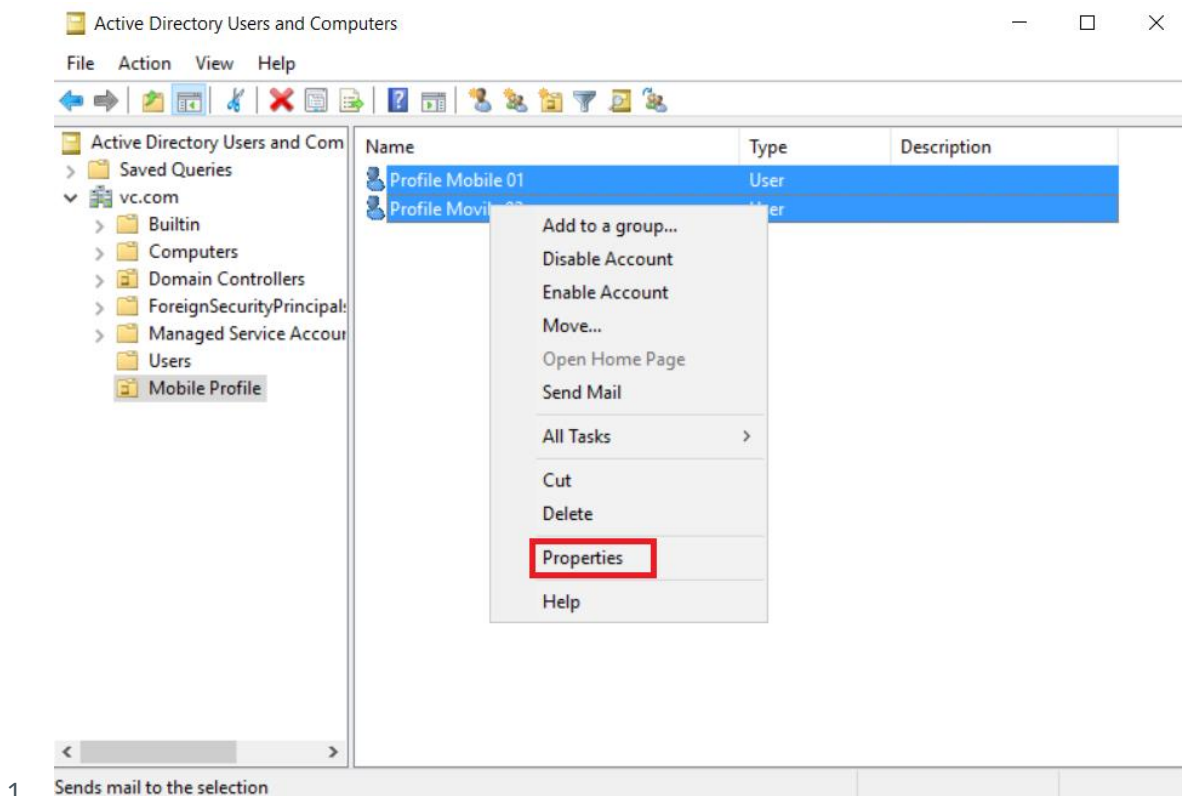 Active Directory Users and Computers
File Action View Help
Active Directory Users and Com
Saved Queries
vc.com
Builtin
Computers
Domain Controllers
ForeignSecurityPrincipals
Managed Service Accour
Users
Mobile Profile
Name Type Description
Profile Mobile 01 User
Profile Movil
Add to a group...
Disable Account
Enable Account
Move...
Open Home Page
Send Mail
All Tasks
Cut
Delete
Properties
Help
Sends mail to the selection
1